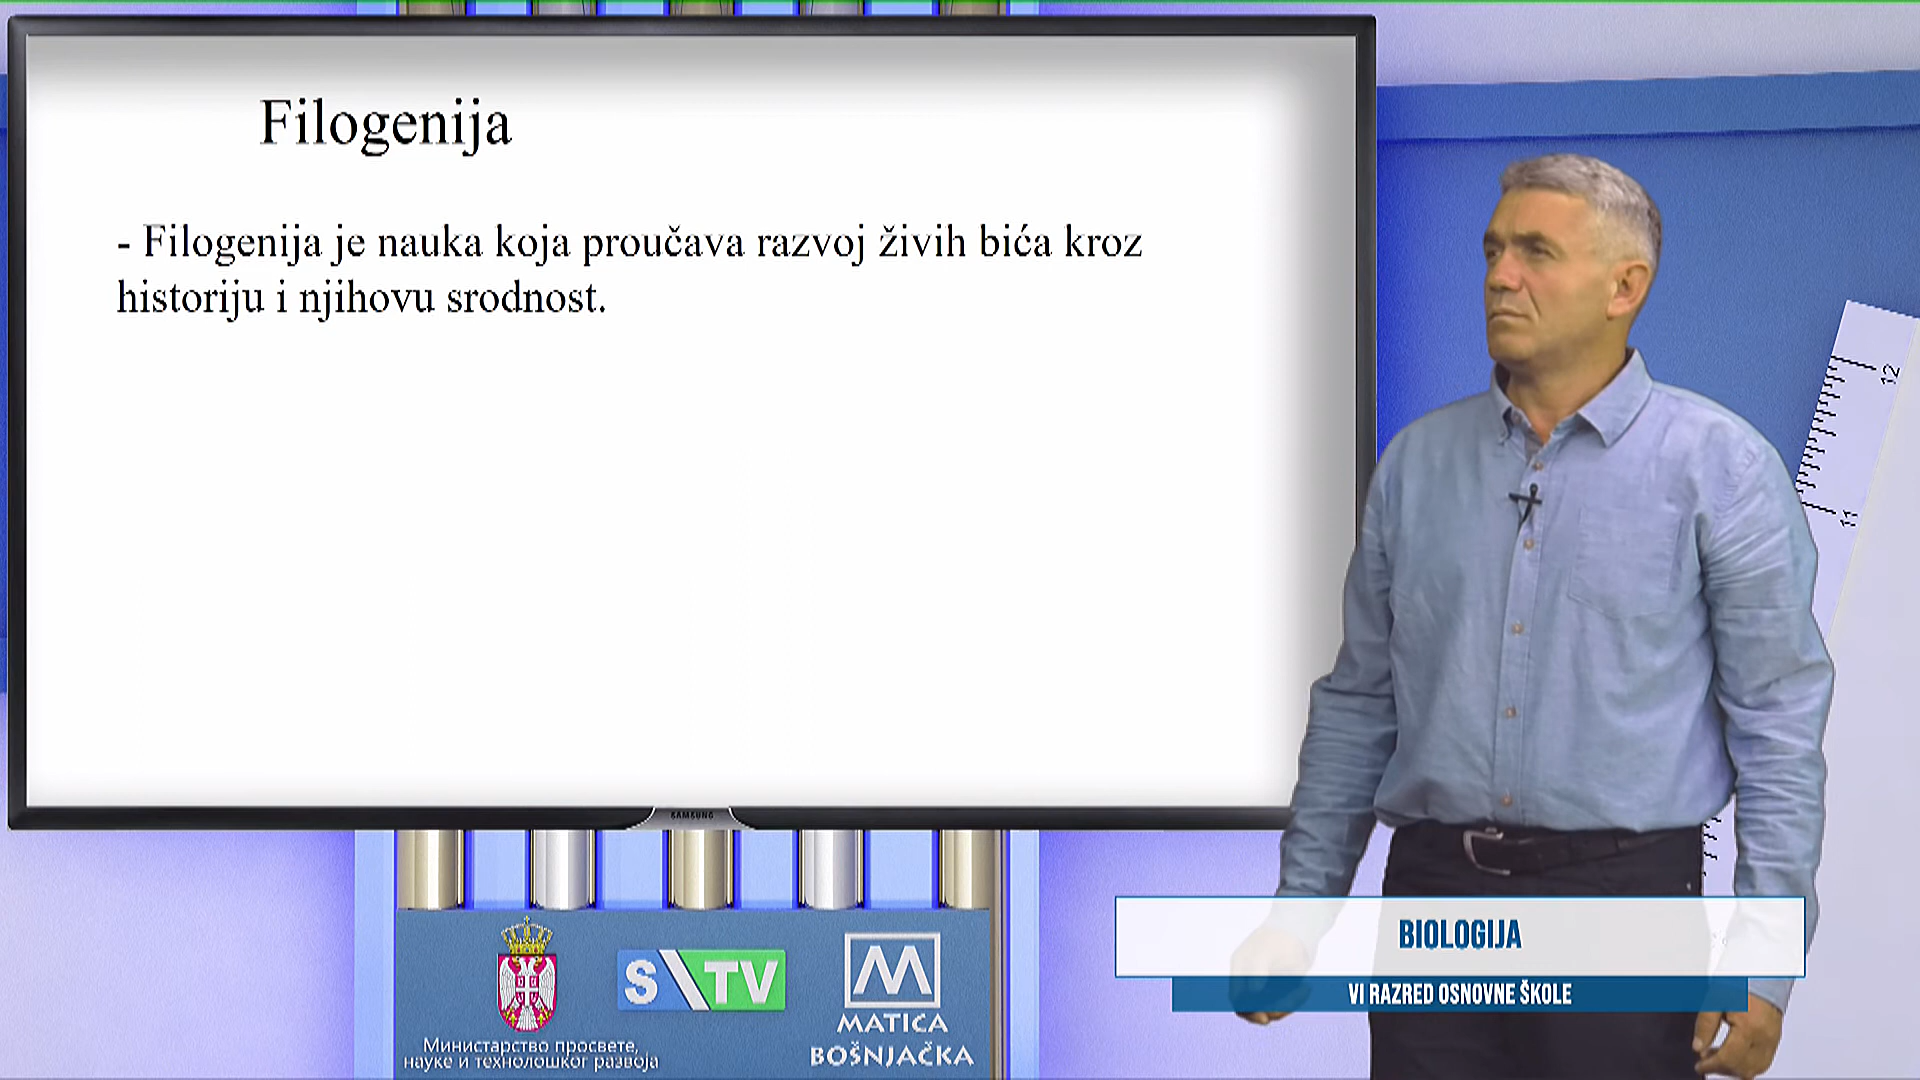 Filogenija
- Filogenija je nauka koja proučava razvoj živih bića kroz
historiju i njihovu srodnost.
SAMSUNG
12
11
BIOLOGIJA
VI RAZRED OSNOVNE ŠKOLE
Министарство просвете,
науке и технолошког развоја
S TV
M
MATICA
BOŠNJAČKA